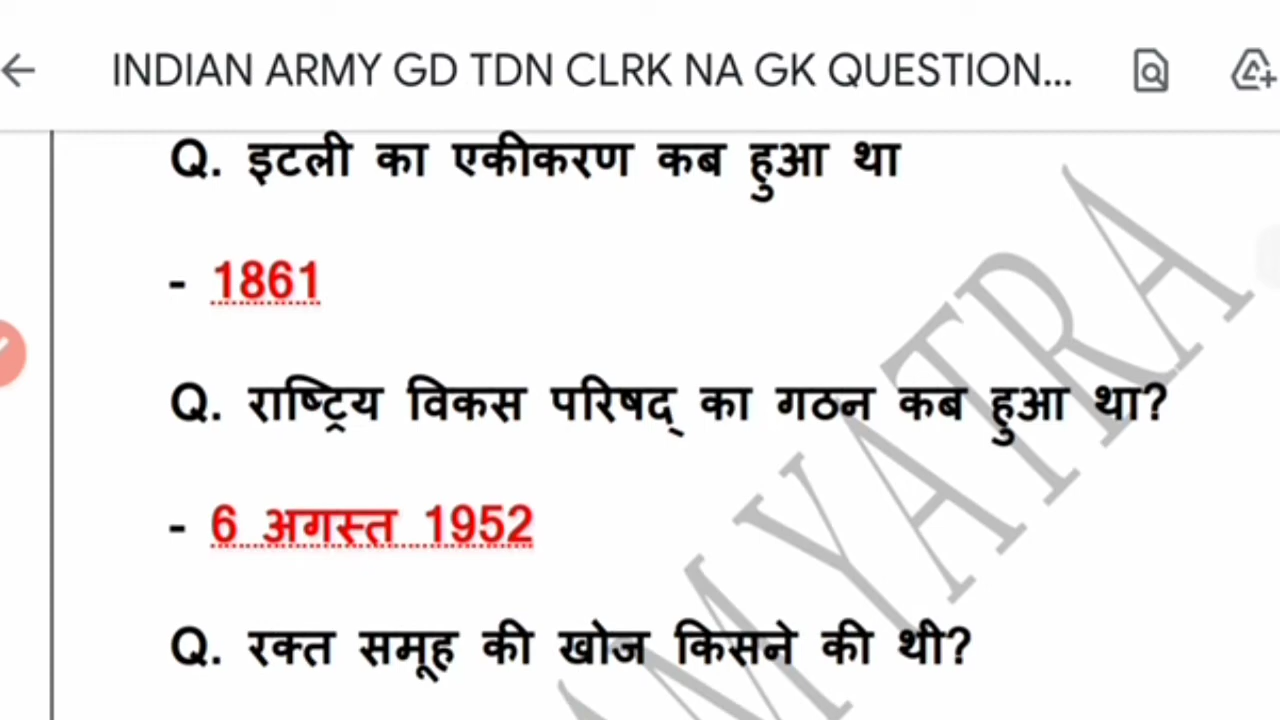 INDIAN ARMY GD TDN CLRK NA GK QUESTION...
Q. इटली का एकीकरण कब हुआ था
- 1861
Q. राष्ट्रिय विकस परिषद् का गठन कब हुआ था?
- 6 अगस्त 1952
Q. रक्त समूह की खोज किसने की थी?
MYATRA